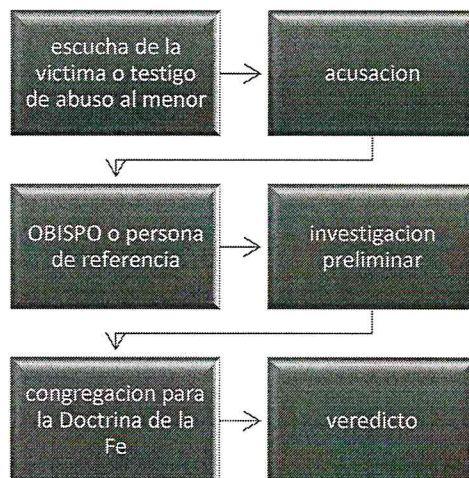 escucha de la
victima o testigo
de abuso al menor
acusacion
OBISPO o persona
de referencia
investigacion
preliminar
congregacion para
la Doctrina de la
Fe
veredicto